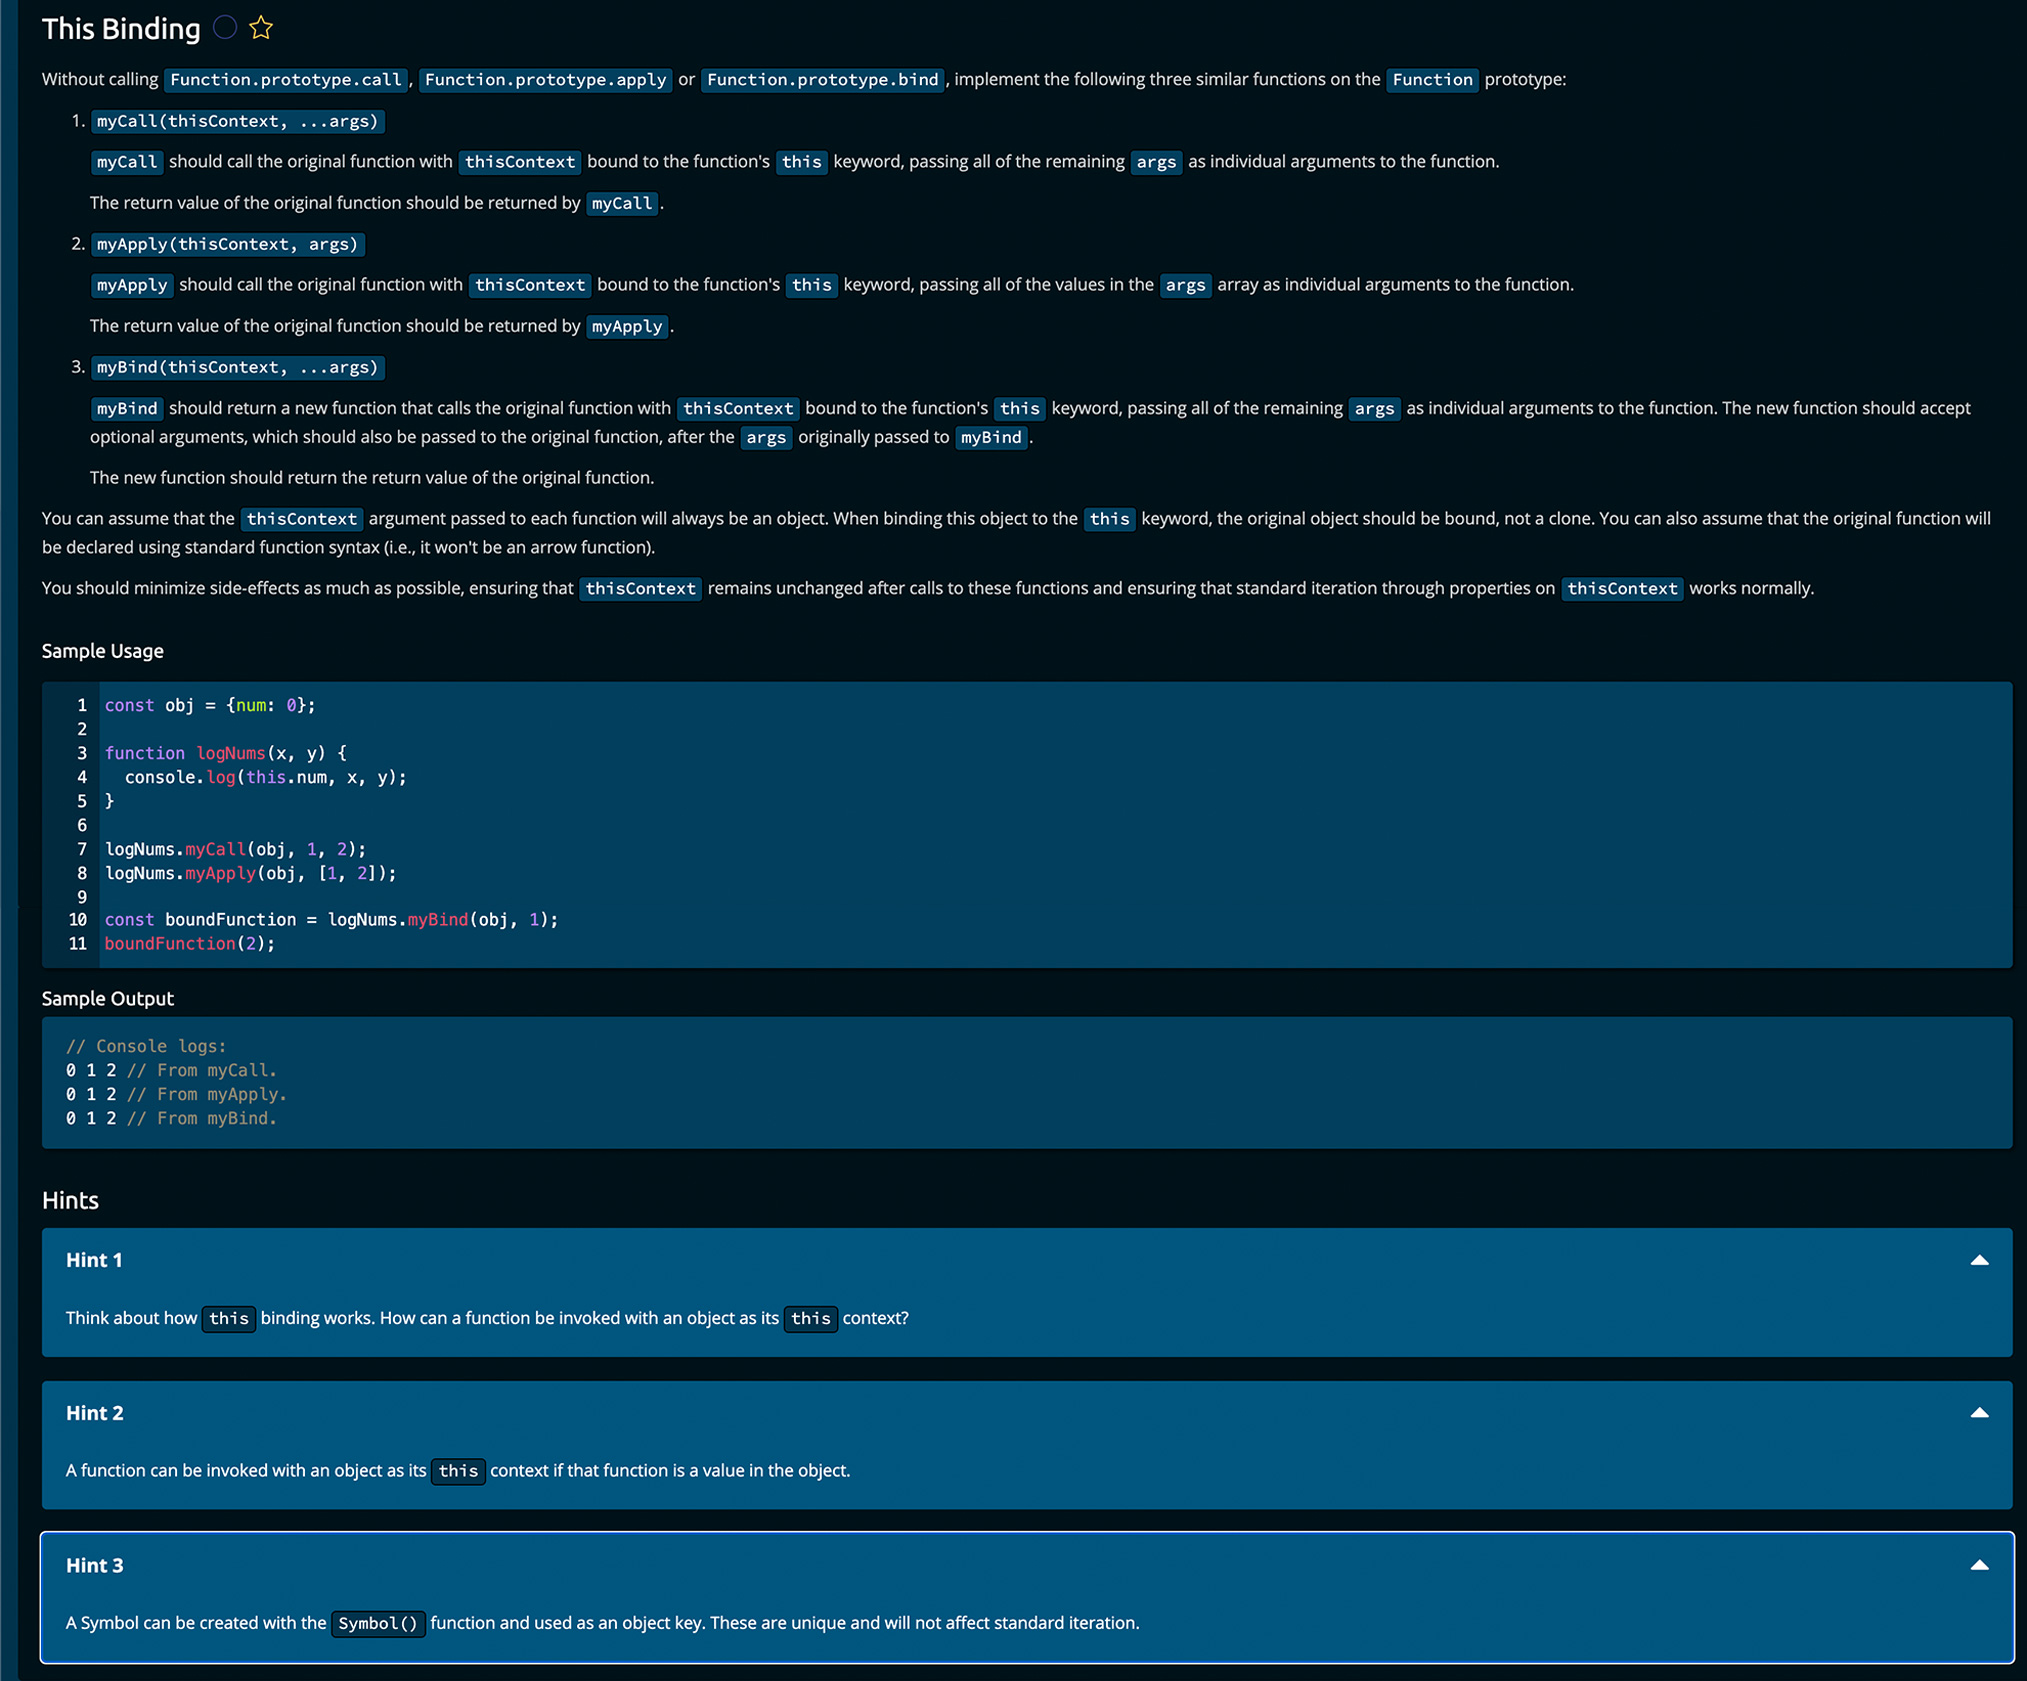 This Binding
Without calling Function.prototype.call, Function.prototype.apply or Function.prototype.bind, implement the following three similar functions on the Function prototype:
1. myCall(thisContext, ...args)
myCall should call the original function with thisContext bound to the function's this keyword, passing all of the remaining args as individual arguments to the function.
The return value of the original function should be returned by myCall.
2. myApply(thisContext, args)
myApply should call the original function with thisContext bound to the function's this keyword, passing all of the values in the args array as individual arguments to the function.
The return value of the original function should be returned by myApply.
3. myBind(thisContext, ...args)
myBind should return a new function that calls the original function with thisContext bound to the function's this keyword, passing all of the remaining args as individual arguments to the function. The new function should accept
optional arguments, which should also be passed to the original function, after the args originally passed to myBind.
The new function should return the return value of the original function.
You can assume that the thisContext argument passed to each function will always be an object. When binding this object to the this keyword, the original object should be bound, not a clone. You can also assume that the original function will
be declared using standard function syntax (i.e., it won't be an arrow function).
You should minimize side-effects as much as possible, ensuring that thisContext remains unchanged after calls to these functions and ensuring that standard iteration through properties on thisContext works normally.
Sample Usage
1 const obj = {num: 0};
2
3 function logNums(x, y) {
4   console.log(this.num, x, y);
5 }
6
7 logNums.myCall(obj, 1, 2);
8 logNums.myApply(obj, [1, 2]);
9
10 const boundFunction = logNums.myBind(obj, 1);
11 boundFunction(2);
Sample Output
// Console logs:
0 1 2 // From myCall.
0 1 2 // From myApply.
0 1 2 // From myBind.
Hints
Hint 1
Think about how this binding works. How can a function be invoked with an object as its this context?
Hint 2
A function can be invoked with an object as its this context if that function is a value in the object.
Hint 3
A Symbol can be created with the Symbol() function and used as an object key. These are unique and will not affect standard iteration.